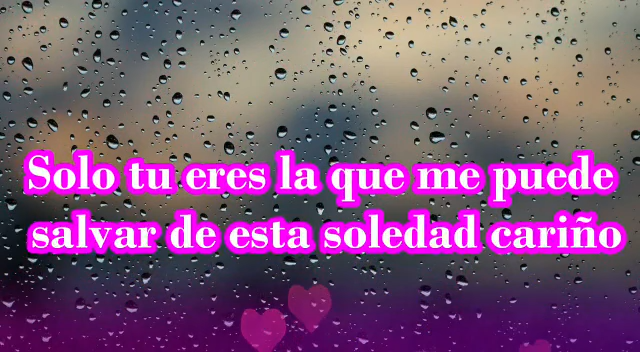 Solo tu eres la que me puede
salvar de esta soledad cariño